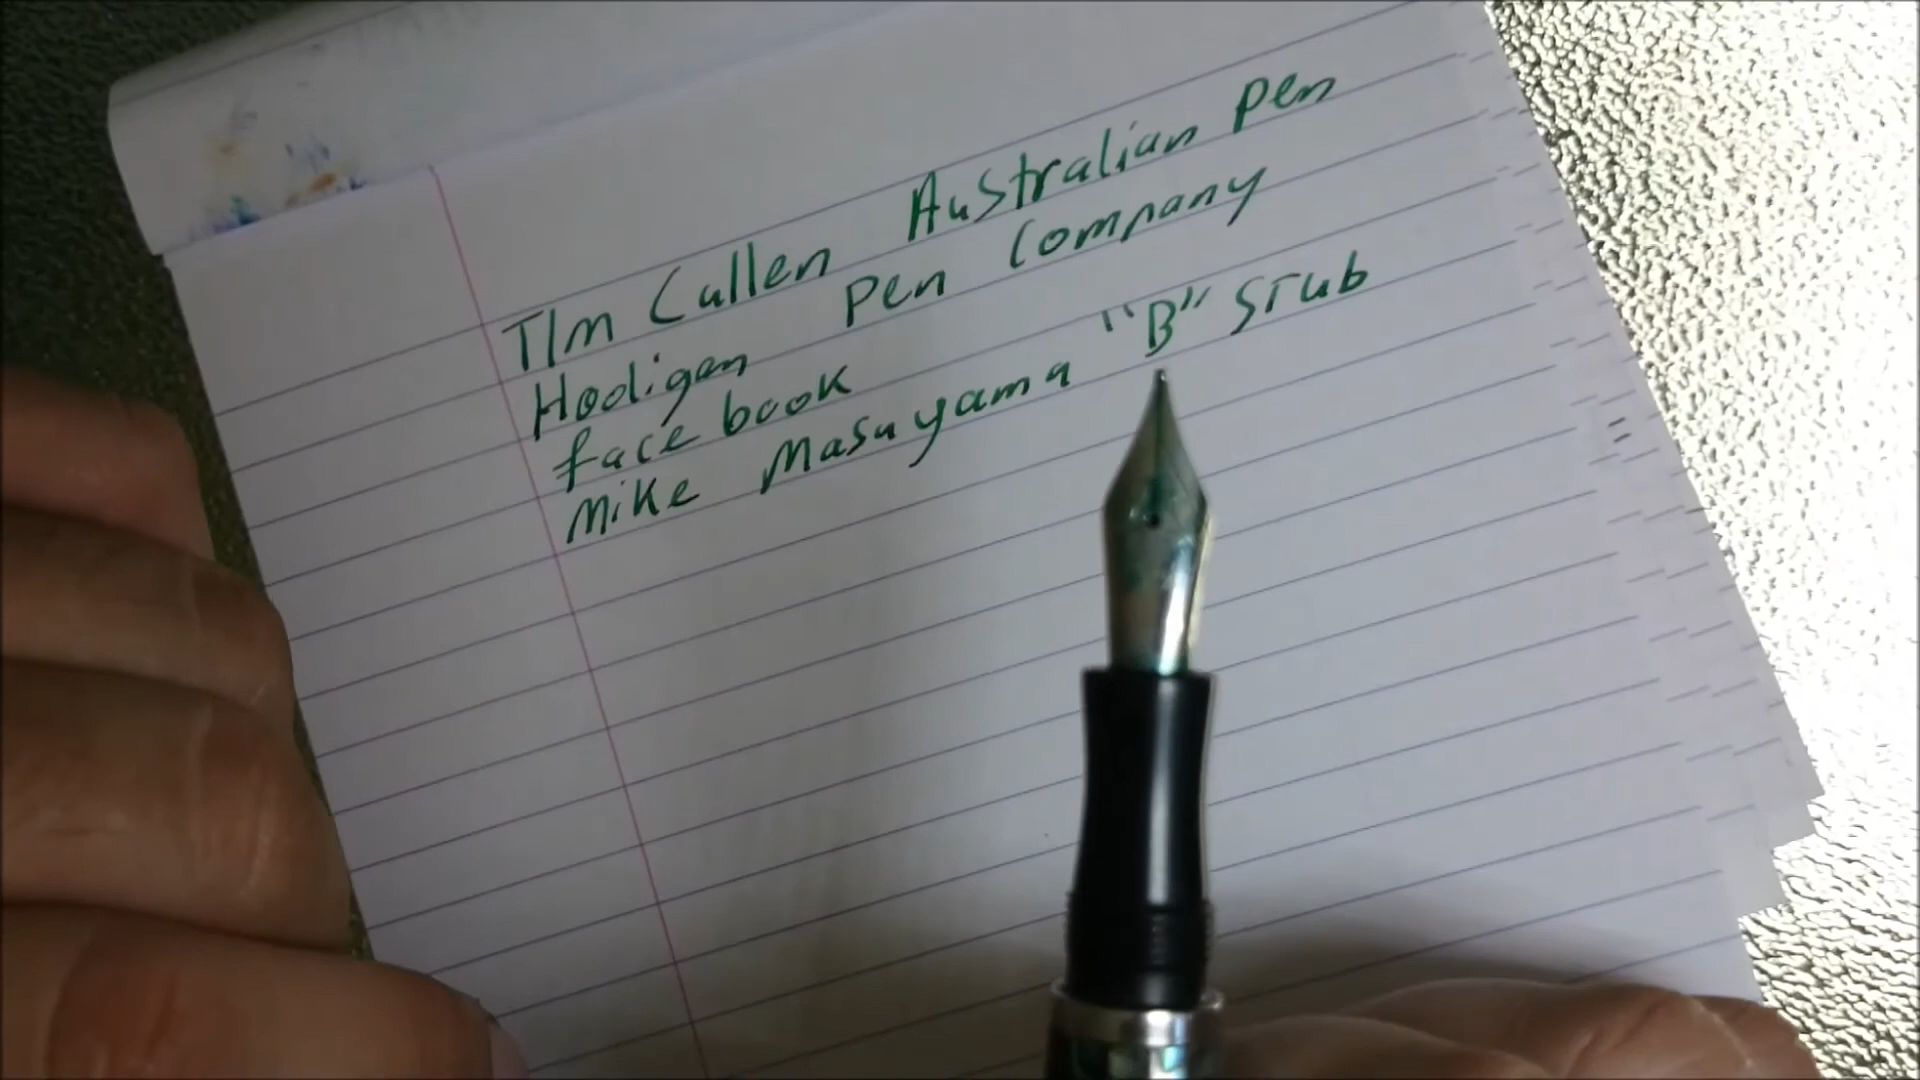 TIm Cullen Australian Pen
Hooligan Pen Company
face book
Mike Masuyama "B" STub